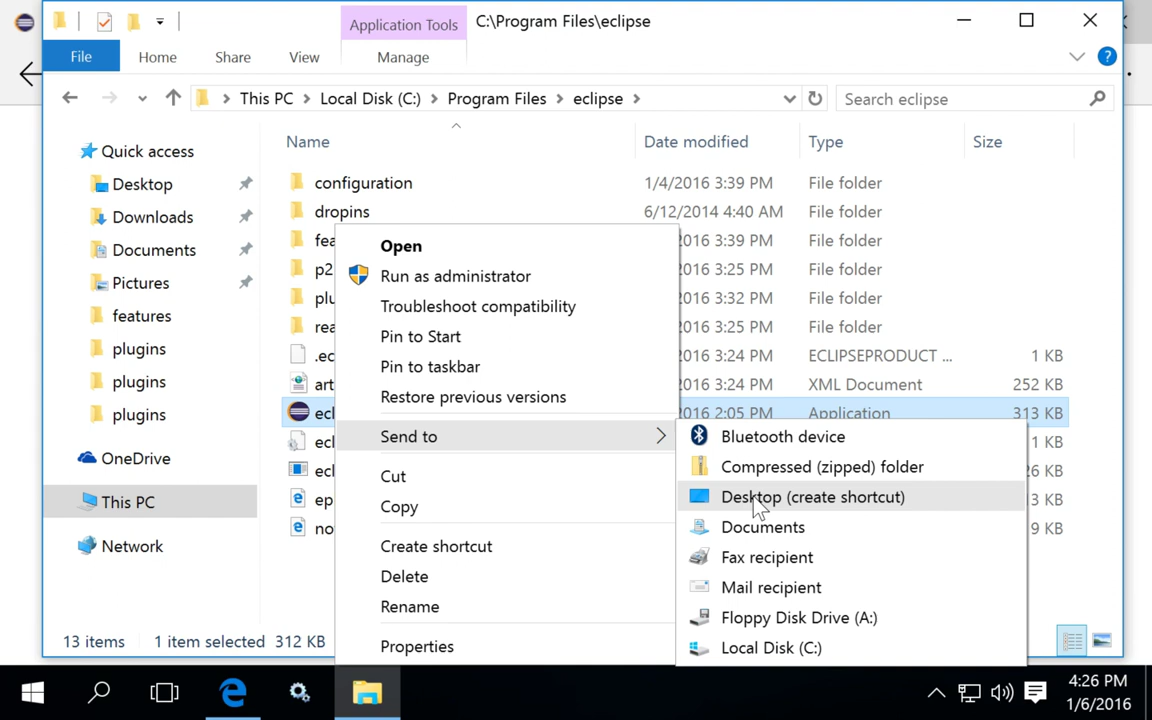 Application Tools
C:\Program Files\eclipse
File
Home
Share
View
Manage
This PC
Local Disk (C:)
Program Files
eclipse
Search eclipse
Name
Date modified
Type
Size
Quick access
Desktop
Downloads
Documents
Pictures
features
plugins
plugins
plugins
OneDrive
This PC
Network
configuration 1/4/2016 3:39 PM File folder
dropins 6/12/2014 4:40 AM File folder
fea 2016 3:39 PM File folder
p2 2016 3:25 PM File folder
plu 2016 3:32 PM File folder
rea 2016 3:25 PM File folder
.ec 2016 3:24 PM ECLIPSEPRODUCT ... 1 KB
art 2016 3:24 PM XML Document 252 KB
ecl 2016 2:05 PM Application 313 KB
ecl 1 KB
ecl 26 KB
ep 3 KB
no 9 KB
Open
Run as administrator
Troubleshoot compatibility
Pin to Start
Pin to taskbar
Restore previous versions
Send to
Cut
Copy
Create shortcut
Delete
Rename
Properties
Bluetooth device
Compressed (zipped) folder
Desktop (create shortcut)
Documents
Fax recipient
Mail recipient
Floppy Disk Drive (A:)
Local Disk (C:)
13 items 1 item selected 312 KB
4:26 PM
1/6/2016